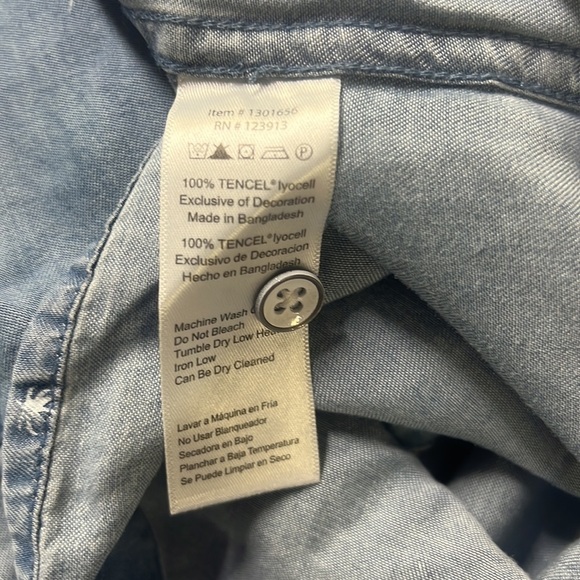 Item # 1301656
RN # 123913
100% TENCEL® lyocell
Exclusive of Decoration
Made in Bangladesh
100% TENCEL® lyocell
Exclusivo de Decoracion
Hecho en Bangladesh
Machine Wash
Do Not Bleach
Tumble Dry Low
Iron Low
Can Be Dry Cleaned
Lavar a Máquina en Fria
No Usar Blanqueador
Secadora en Bajo
Planchar a Baja Temperatura
Se Puede Limpiar en Seco